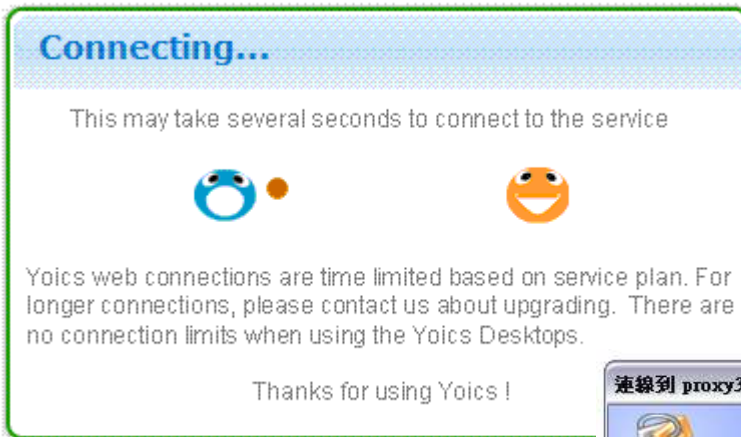 Connecting...
This may take several seconds to connect to the service
Yoics web connections are time limited based on service plan. For
longer connections, please contact us about upgrading.  There are
no connection limits when using the Yoics Desktops.
Thanks for using Yoics !
連線到 proxy3